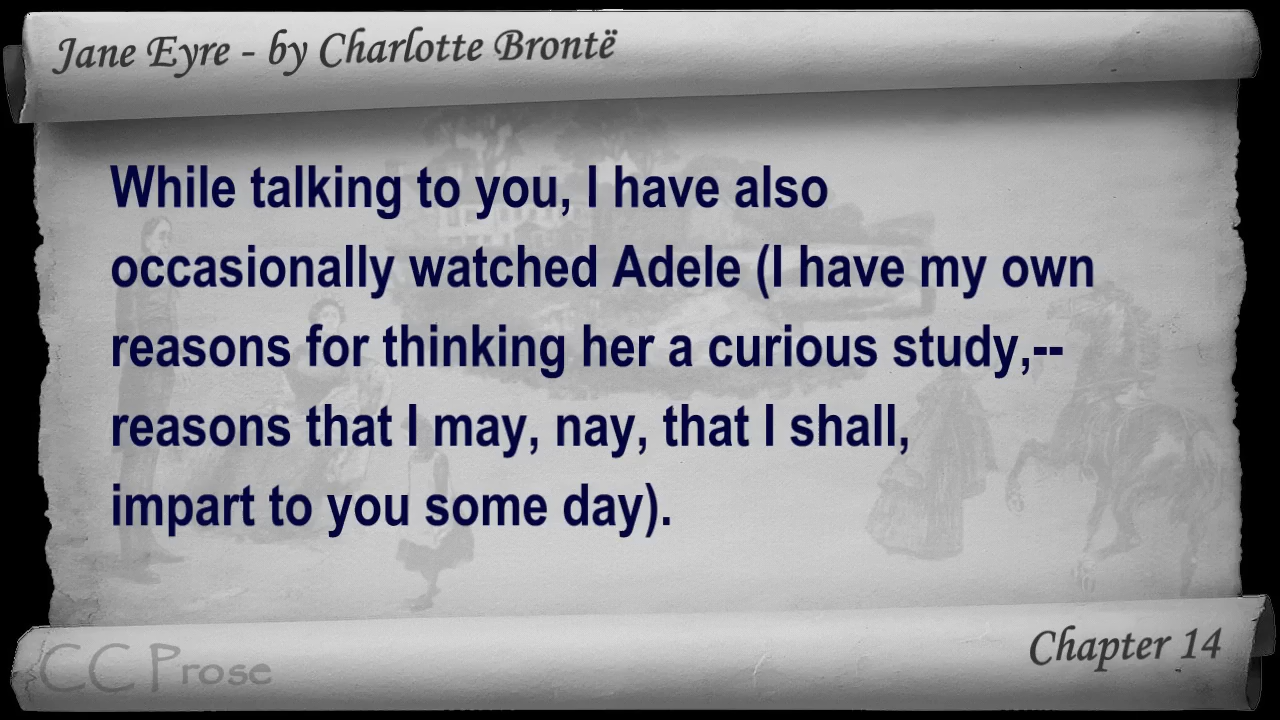 Jane Eyre - by Charlotte Brontë
While talking to you, I have also
occasionally watched Adele (I have my own
reasons for thinking her a curious study,--
reasons that I may, nay, that I shall,
impart to you some day).
Chapter 14
CC Prose